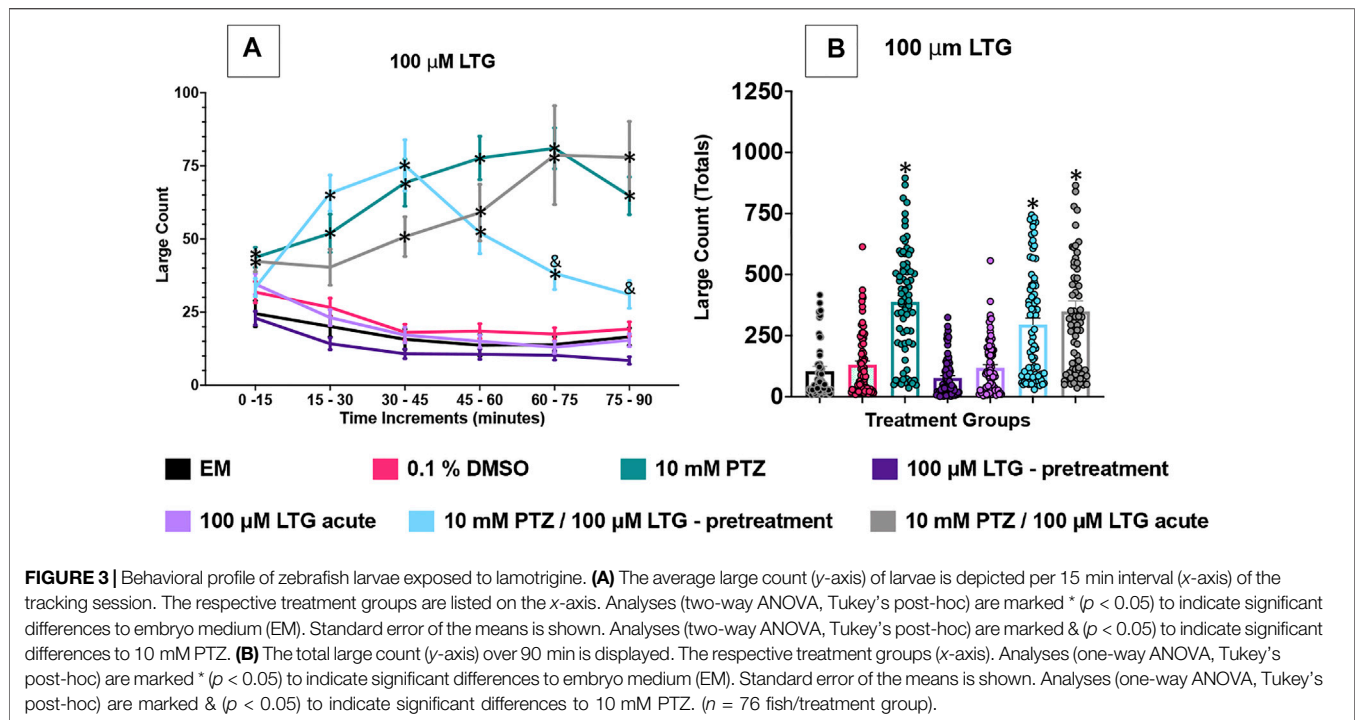 A
100 μM LTG
Large Count
100
75
50
25
0
* * * * * * * * * * * * * * *
& &
0 -15 15 - 30 30 - 45 45 - 60 60 - 75 75 - 90
Time Increments (minutes)
B
100 μm LTG
Large Count (Totals)
1250
1000
750
500
250
0
* * *
Treatment Groups
EM 0.1 % DMSO 10 mM PTZ 100 μM LTG - pretreatment
100 μM LTG acute 10 mM PTZ / 100 μM LTG - pretreatment 10 mM PTZ / 100 μM LTG acute
FIGURE 3 | Behavioral profile of zebrafish larvae exposed to lamotrigine. (A) The average large count (y-axis) of larvae is depicted per 15 min interval (x-axis) of the
tracking session. The respective treatment groups are listed on the x-axis. Analyses (two-way ANOVA, Tukey's post-hoc) are marked * (p < 0.05) to indicate significant
differences to embryo medium (EM). Standard error of the means is shown. Analyses (two-way ANOVA, Tukey's post-hoc) are marked & (p < 0.05) to indicate significant
differences to 10 mM PTZ. (B) The total large count (y-axis) over 90 min is displayed. The respective treatment groups (x-axis). Analyses (one-way ANOVA, Tukey's
post-hoc) are marked * (p < 0.05) to indicate significant differences to embryo medium (EM). Standard error of the means is shown. Analyses (one-way ANOVA, Tukey's
post-hoc) are marked & (p < 0.05) to indicate significant differences to 10 mM PTZ. (n = 76 fish/treatment group).